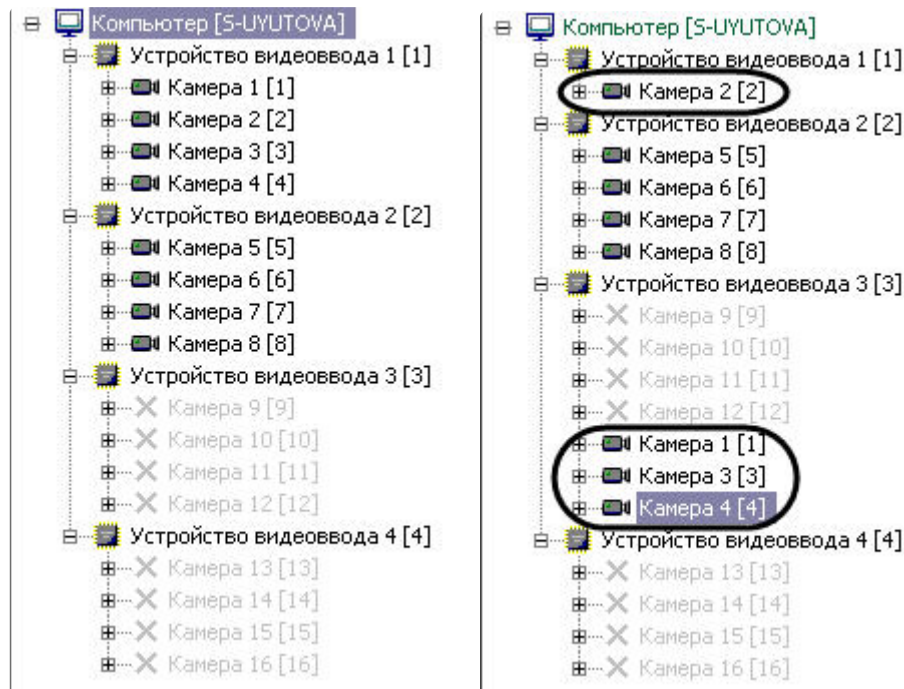 Компьютер [S-UYUTOVA]
Устройство видеоввода 1 [1]
Камера 1 [1]
Камера 2 [2]
Камера 3 [3]
Камера 4 [4]
Устройство видеоввода 2 [2]
Камера 5 [5]
Камера 6 [6]
Камера 7 [7]
Камера 8 [8]
Устройство видеоввода 3 [3]
Камера 9 [9]
Камера 10 [10]
Камера 11 [11]
Камера 12 [12]
Устройство видеоввода 4 [4]
Камера 13 [13]
Камера 14 [14]
Камера 15 [15]
Камера 16 [16]
Компьютер [S-UYUTOVA]
Устройство видеоввода 1 [1]
Камера 2 [2]
Устройство видеоввода 2 [2]
Камера 5 [5]
Камера 6 [6]
Камера 7 [7]
Камера 8 [8]
Устройство видеоввода 3 [3]
Камера 9 [9]
Камера 10 [10]
Камера 11 [11]
Камера 12 [12]
Камера 1 [1]
Камера 3 [3]
Камера 4 [4]
Устройство видеоввода 4 [4]
Камера 13 [13]
Камера 14 [14]
Камера 15 [15]
Камера 16 [16]